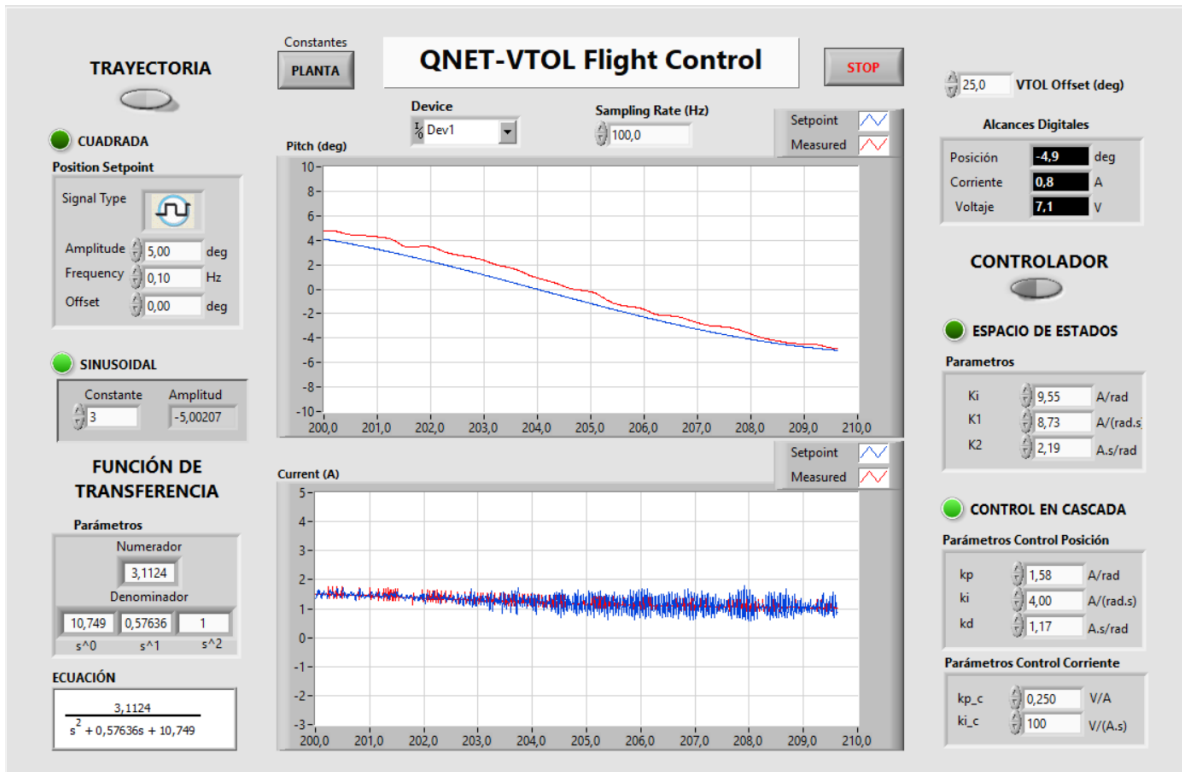 QNET-VTOL Flight Control
STOP
Constantes
PLANTA
Device
I/O Dev1
Sampling Rate (Hz)
100,0
TRAYECTORIA
CUADRADA
Position Setpoint
Signal Type
Amplitude 5,00 deg
Frequency 0,10 Hz
Offset 0,00 deg
SINUSOIDAL
Constante Amplitud
3 -5,00207
FUNCIÓN DE
TRANSFERENCIA
Parámetros
Numerador
3,1124
Denominador
10,749 0,57636 1
s^0 s^1 s^2
ECUACIÓN
3,1124
s^2 + 0,57636s + 10,749
Pitch (deg)
Setpoint
Measured
10
8
6
4
2
0
-2
-4
-6
-8
-10
200,0 201,0 202,0 203,0 204,0 205,0 206,0 207,0 208,0 209,0 210,0
Current (A)
Setpoint
Measured
5
4
3
2
1
0
-1
-2
-3
200,0 201,0 202,0 203,0 204,0 205,0 206,0 207,0 208,0 209,0 210,0
25,0 VTOL Offset (deg)
Alcances Digitales
Posición -4,9 deg
Corriente 0,8 A
Voltaje 7,1 V
CONTROLADOR
ESPACIO DE ESTADOS
Parametros
Ki 9,55 A/rad
K1 8,73 A/(rad.s
K2 2,19 A.s/rad
CONTROL EN CASCADA
Parámetros Control Posición
kp 1,58 A/rad
ki 4,00 A/(rad.s)
kd 1,17 A.s/rad
Parámetros Control Corriente
kp_c 0,250 V/A
ki_c 100 V/(A.s)